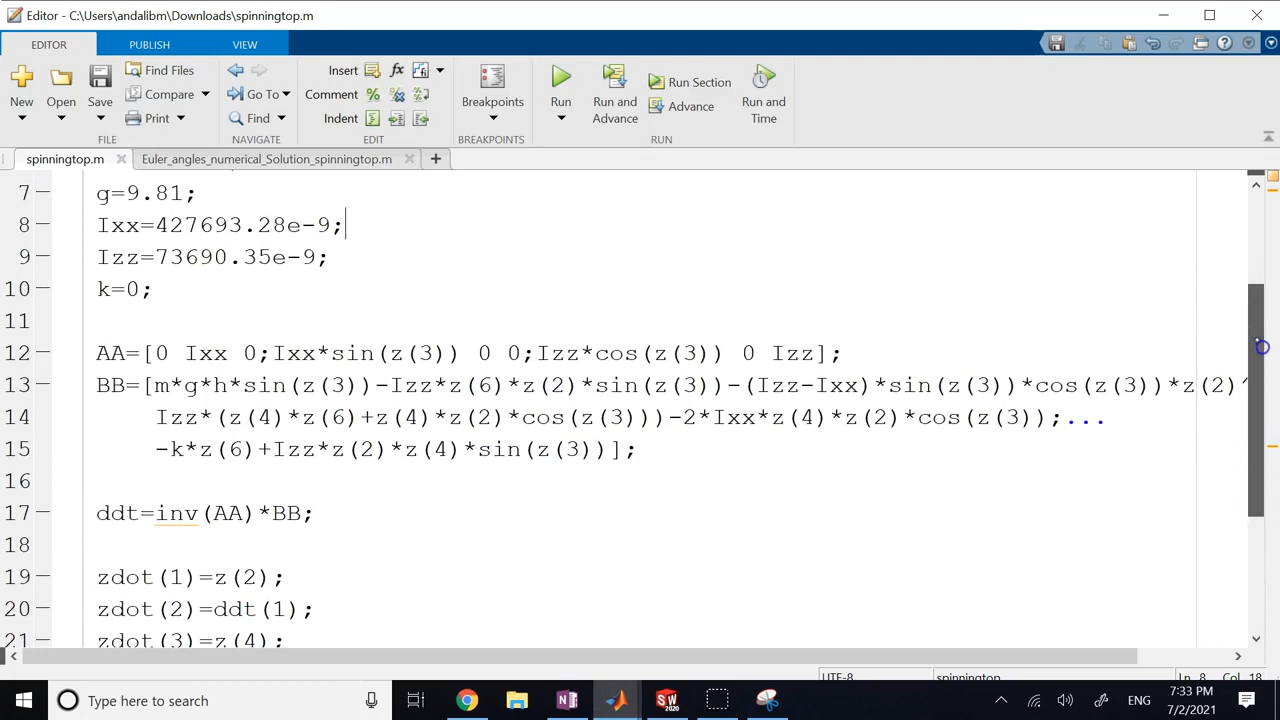 Editor - C:\Users\andalibm\Downloads\spinningtop.m
EDITOR PUBLISH VIEW
New
Open
Save
Find Files
Compare
Print
FILE
Go To
Find
NAVIGATE
Insert
Comment
Indent
EDIT
Breakpoints
BREAKPOINTS
Run
Run and
Advance
Run Section
Advance
Run and
Time
RUN
spinningtop.m Euler_angles_numerical_Solution_spinningtop.m
7 g=9.81;
8 Ixx=427693.28e-9;
9 Izz=73690.35e-9;
10 k=0;
11
12 AA=[0 Ixx 0;Ixx*sin(z(3)) 0 0;Izz*cos(z(3)) 0 Izz];
13 BB=[m*g*h*sin(z(3))-Izz*z(6)*z(2)*sin(z(3))-(Izz-Ixx)*sin(z(3))*cos(z(3))*z(2)^
14 Izz*(z(4)*z(6)+z(4)*z(2)*cos(z(3)))-2*Ixx*z(4)*z(2)*cos(z(3));...
15 -k*z(6)+Izz*z(2)*z(4)*sin(z(3))];
16
17 ddt=inv(AA)*BB;
18
19 zdot(1)=z(2);
20 zdot(2)=ddt(1);
21 zdot(3)=z(4);
UTF-8 spinningtop Ln 8 Col 18
Type here to search
SW
2020
ENG
7:33 PM
7/2/2021